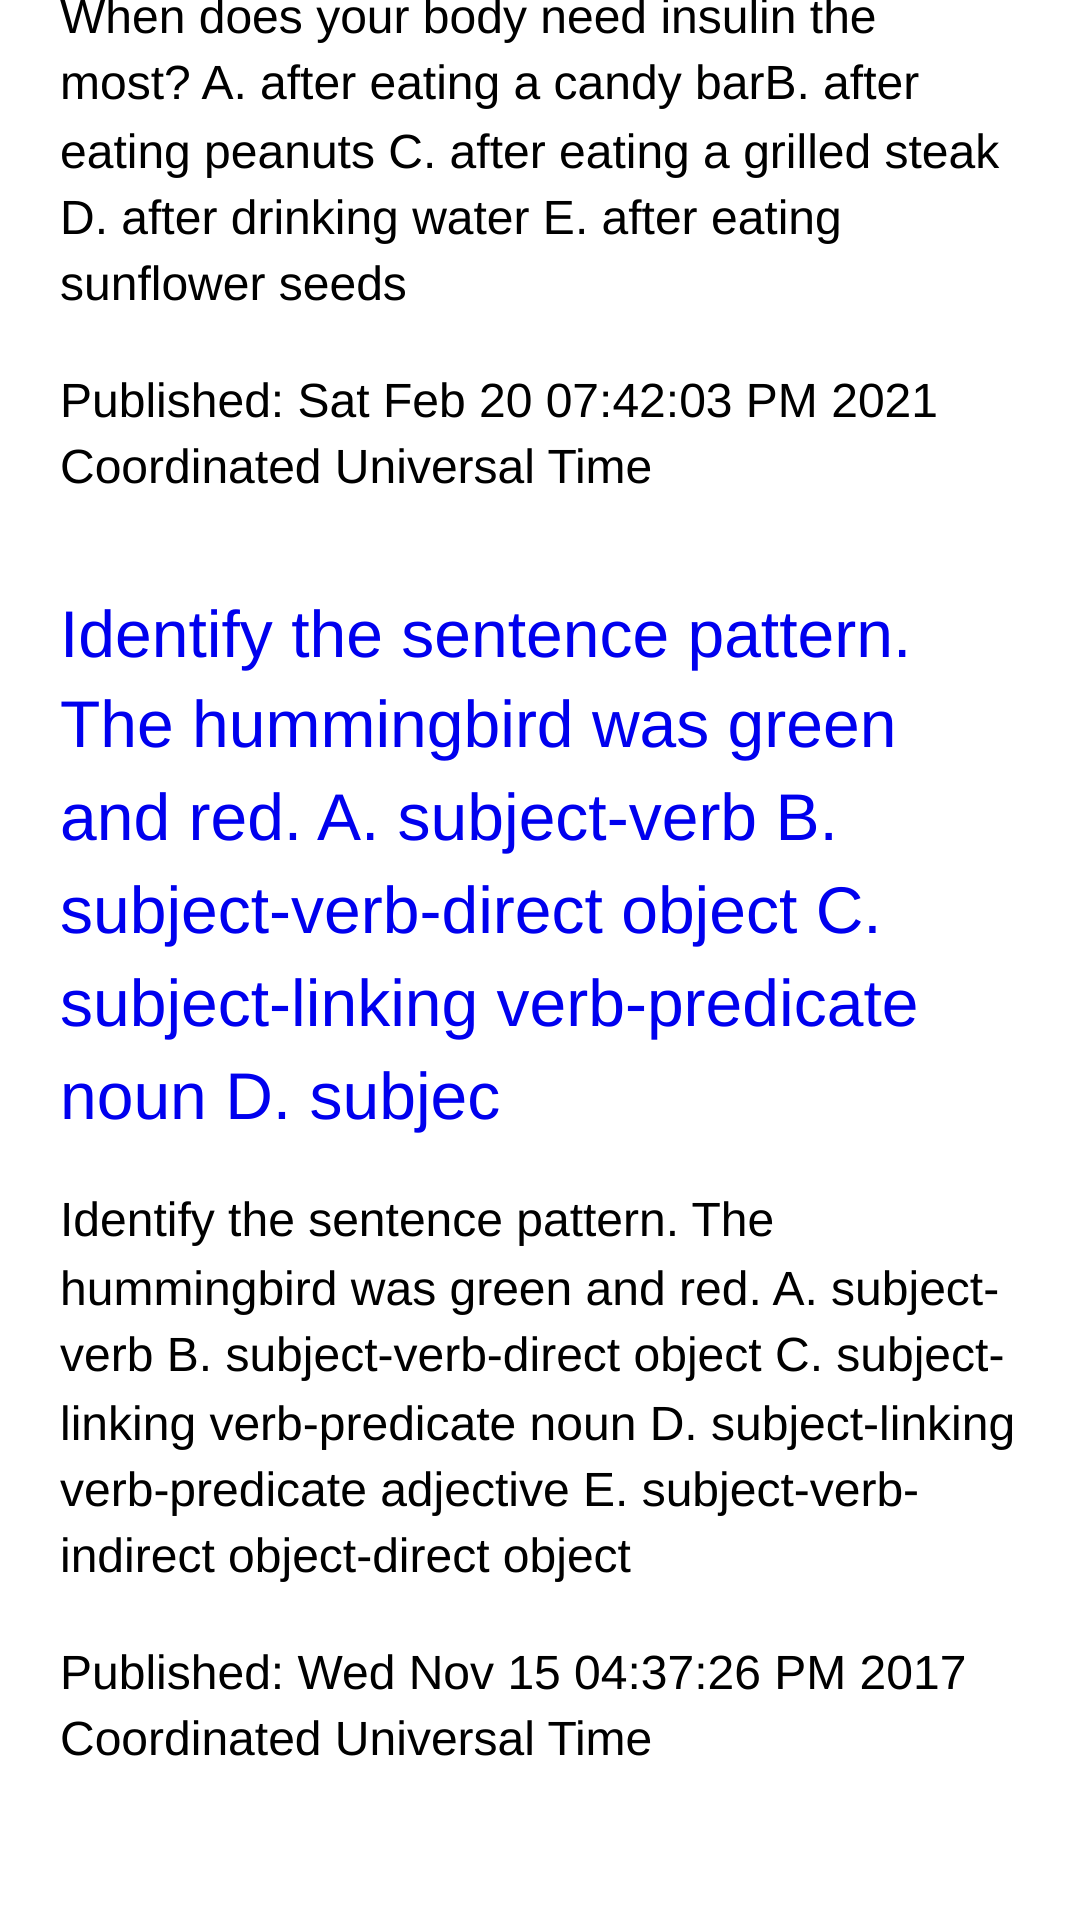 When does your body need insulin the
most? A. after eating a candy barB. after
eating peanuts C. after eating a grilled steak
D. after drinking water E. after eating
sunflower seeds
Published: Sat Feb 20 07:42:03 PM 2021
Coordinated Universal Time
Identify the sentence pattern.
The hummingbird was green
and red. A. subject-verb B.
subject-verb-direct object C.
subject-linking verb-predicate
noun D. subjec
Identify the sentence pattern. The
hummingbird was green and red. A. subject-
verb B. subject-verb-direct object C. subject-
linking verb-predicate noun D. subject-linking
verb-predicate adjective E. subject-verb-
indirect object-direct object
Published: Wed Nov 15 04:37:26 PM 2017
Coordinated Universal Time